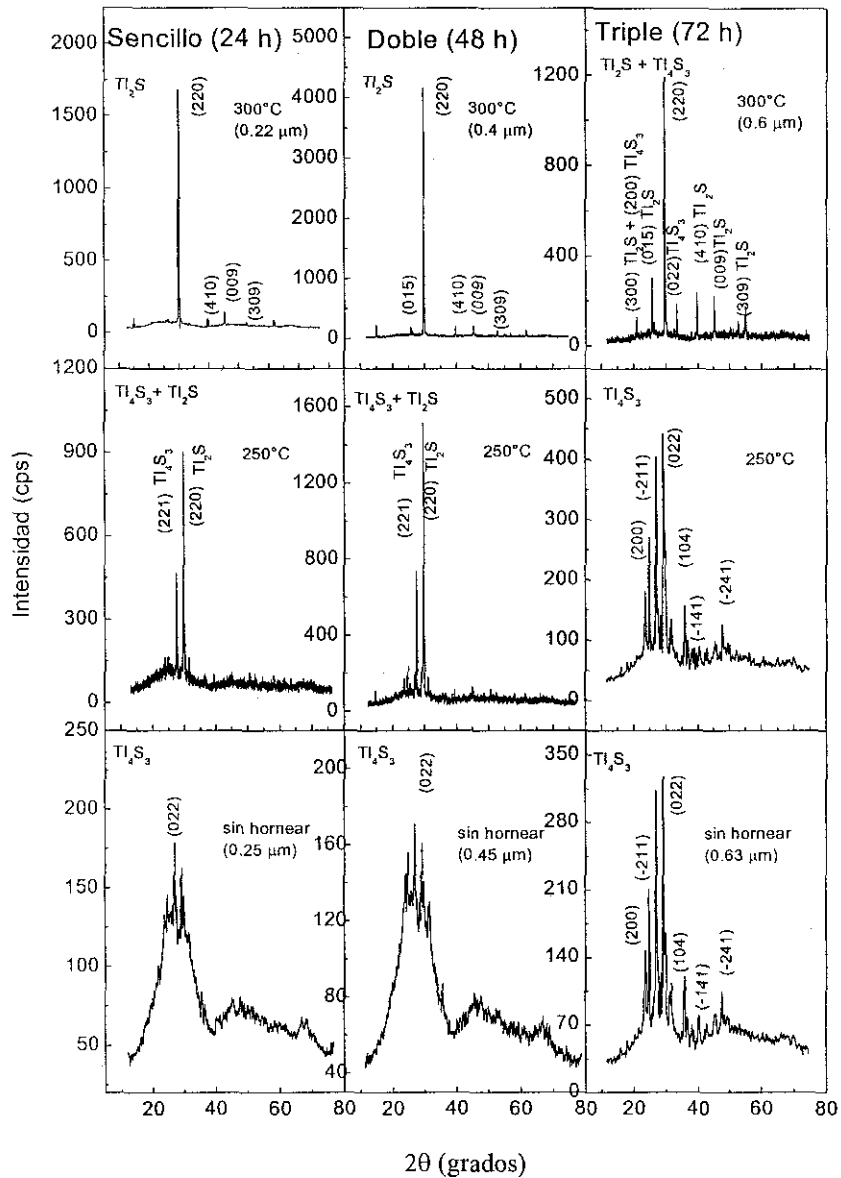 Sencillo (24 h)
2000
1750
1500
1250
1000
750
500
250
0
Tl₂S
(220)
300°C
(0.22 μm)
(410)
(009)
(309)
Doble (48 h)
5000
4000
3000
2000
1000
0
Tl₂S
(220)
300°C
(0.4 μm)
(015)
(410)
(009)
(309)
Triple (72 h)
1200
800
400
0
Tl₂S + Tl₄S₃
(220)
300°C
(0.6 μm)
(300) Tl₂S + (200) Tl₄S₃
(015) Tl₂S
(022) Tl₄S₃
(410) Tl₂S
(009) Tl₂S
(309) Tl₂S
Intensidad (cps)
1200
900
600
300
0
Tl₄S₃ + Tl₂S
250°C
(221) Tl₄S₃
(220) Tl₂S
1600
1200
800
400
0
Tl₄S₃ + Tl₂S
250°C
(221) Tl₄S₃
(220) Tl₂S
500
400
300
200
100
0
Tl₄S₃
250°C
(200)
(-211)
(022)
(104)
(-141)
(-241)
250
225
200
175
150
125
100
75
50
Tl₄S₃
(022)
sin hornear
(0.25 μm)
200
160
120
80
40
Tl₄S₃
(022)
sin hornear
(0.45 μm)
350
280
210
140
70
0
Tl₄S₃
(022)
sin hornear
(0.63 μm)
(200)
(-211)
(104)
(-141)
(-241)
20 40 60 80
20 40 60 80
20 40 60 80
2θ (grados)